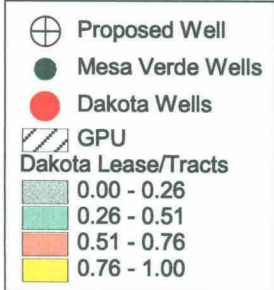 Proposed Well
Mesa Verde Wells
Dakota Wells
GPU
Dakota Lease/Tracts
0.00 - 0.26
0.26 - 0.51
0.51 - 0.76
0.76 - 1.00